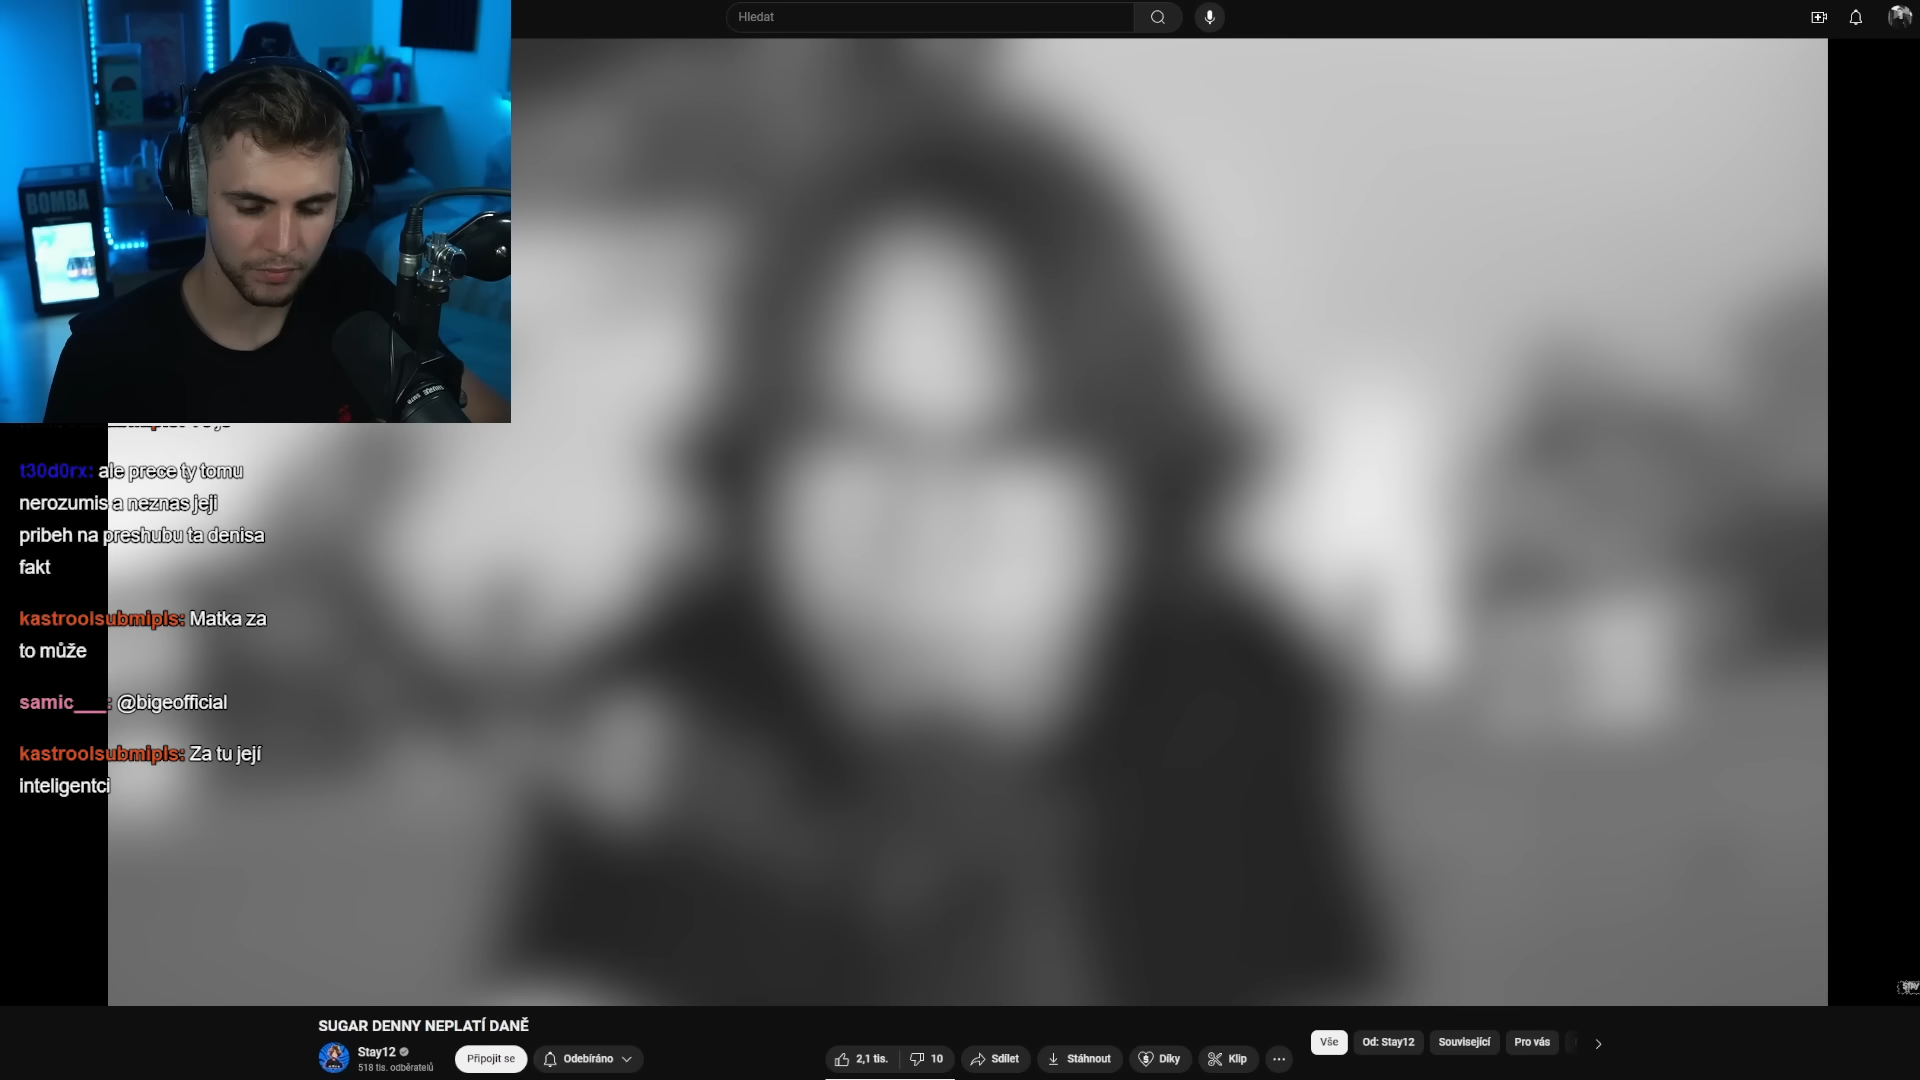 Hledat
BOMBA
t30d0rx: ale prece ty tomu
nerozumis a neznas jeji
pribeh na preshubu ta denisa
fakt
kastroolsubmipls: Matka za
to může
samic___: @bigeofficial
kastroolsubmipls: Za tu její
inteligentci
SUGAR DENNY NEPLATÍ DANĚ
Stay12
518 tis. odběratelů
Připojit se
Odebíráno
2,1 tis.
10
Sdílet
Stáhnout
Díky
Klip
Vše
Od: Stay12
Související
Pro vás